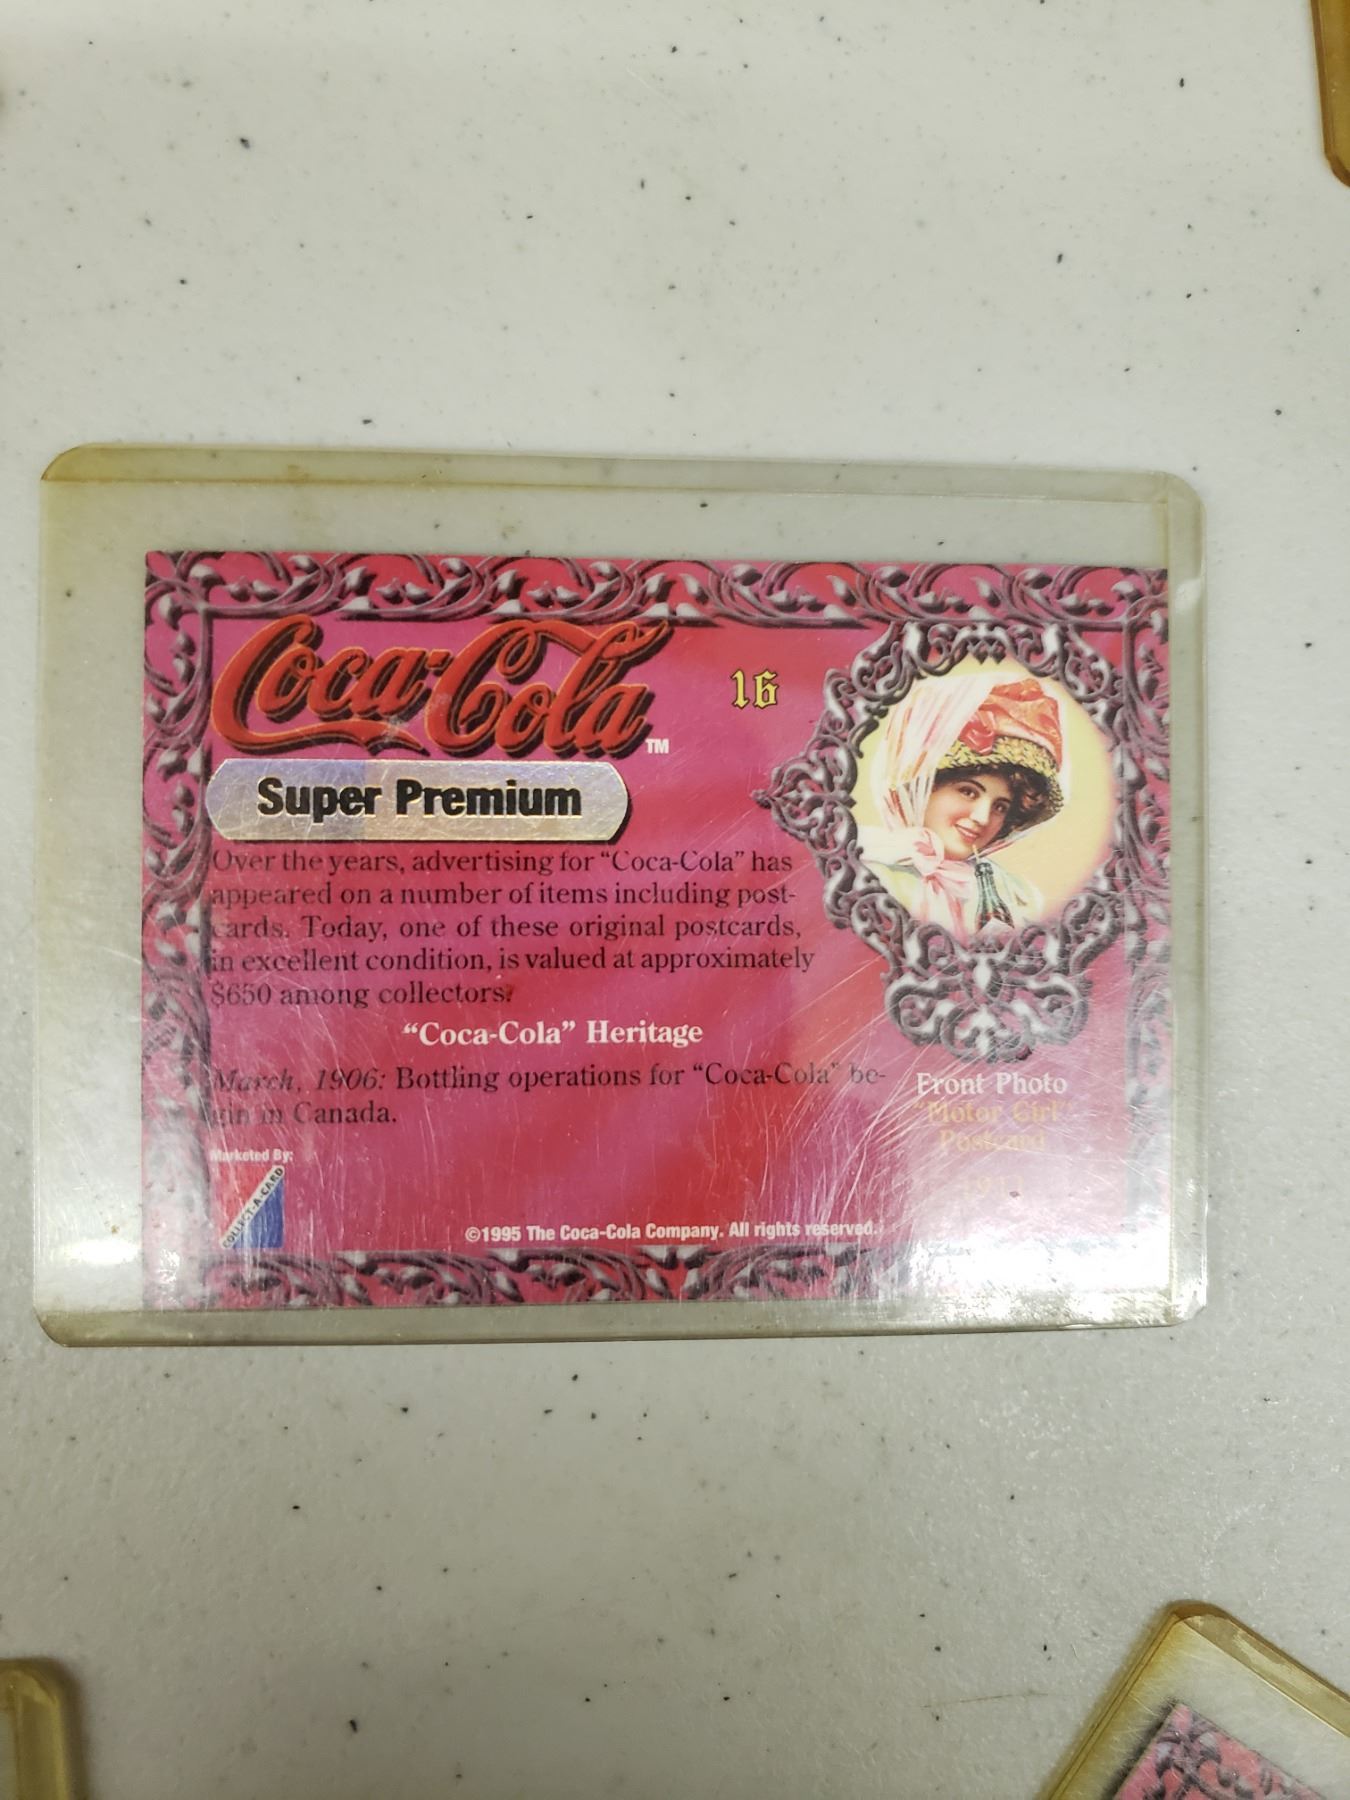 Coca-Cola TM
16
Super Premium
Over the years, advertising for “Coca-Cola” has
appeared on a number of items including post-
cards. Today, one of these original postcards,
in excellent condition, is valued at approximately
$650 among collectors.
“Coca-Cola” Heritage
March, 1906: Bottling operations for “Coca-Cola” be-
gin in Canada.
Front Photo
“Motor Girl”
Postcard
1911
Marketed By:
COLLECT-A-CARD
©1995 The Coca-Cola Company. All rights reserved.